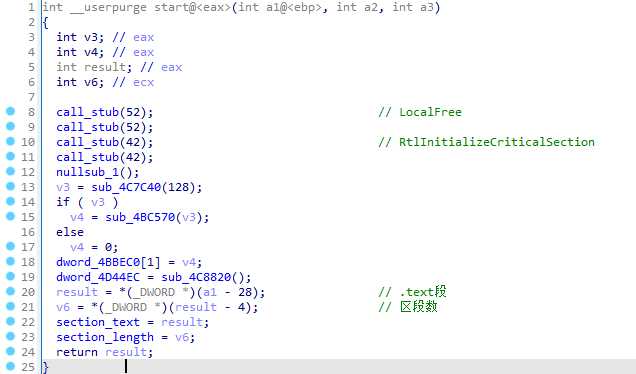 1 int __userpurge start@<eax>(int a1@<ebp>, int a2, int a3)
2 {
3 int v3; // eax
4 int v4; // eax
5 int result; // eax
6 int v6; // ecx
7
8 call_stub(52); // LocalFree
9 call_stub(52);
10 call_stub(42); // RtlInitializeCriticalSection
11 call_stub(42);
12 nullsub_1();
13 v3 = sub_4C7C40(128);
14 if ( v3 )
15 v4 = sub_4BC570(v3);
16 else
17 v4 = 0;
18 dword_4BBEC0[1] = v4;
19 dword_4D44EC = sub_4C8820();
20 result = *(_DWORD *)(a1 - 28); // .text段
21 v6 = *(_DWORD *)(result - 4); // 区段数
22 section_text = result;
23 section_length = v6;
24 return result;
25 }